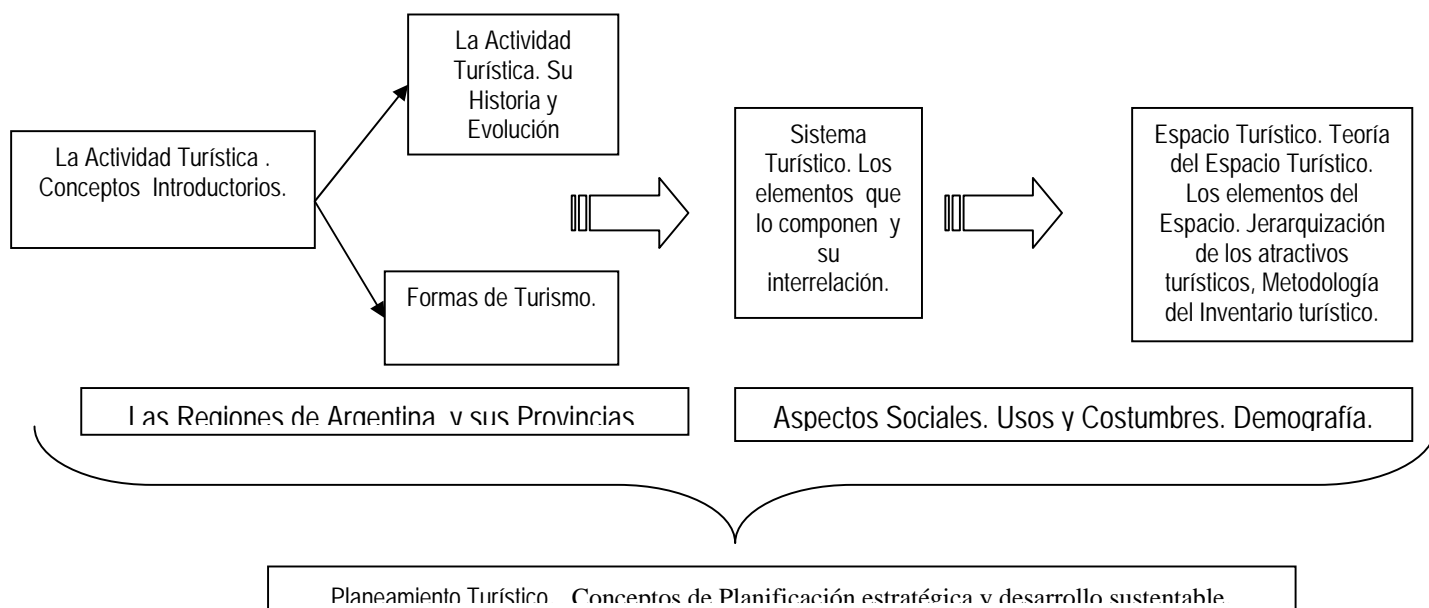 La Actividad
Turística. Su
Historia y
Evolución
La Actividad Turística .
Conceptos Introductorios.
Formas de Turismo.
Sistema
Turístico. Los
elementos que
lo componen y
su
interrelación.
Espacio Turístico. Teoría
del Espacio Turístico.
Los elementos del
Espacio. Jerarquización
de los atractivos
turísticos, Metodología
del Inventario turístico.
Las Regiones de Argentina y sus Provincias
Aspectos Sociales. Usos y Costumbres. Demografía.
Planeamiento Turístico. Conceptos de Planificación estratégica y desarrollo sustentable